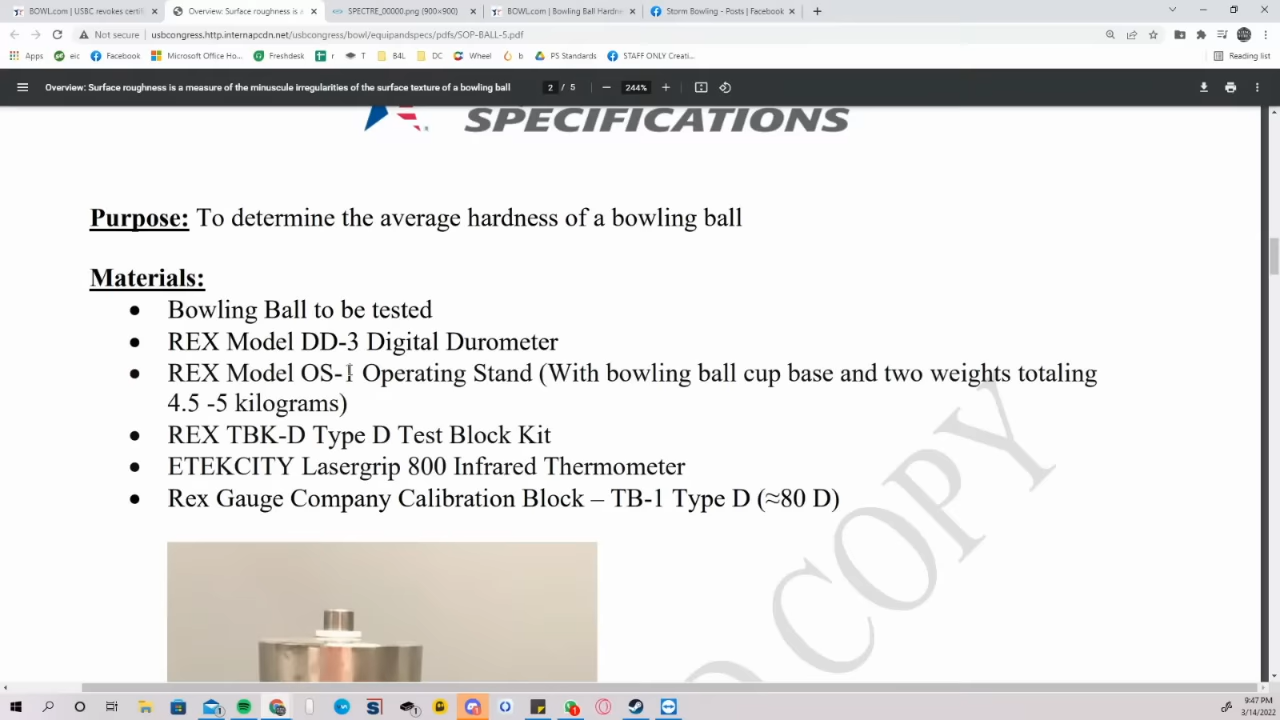 BOWL.com | USBC revokes certifi
Overview: Surface roughness is a
SPECTRE_00000.png (900×900)
BOWL.com | Bowling Ball Hardne
Storm Bowling - Posts | Facebook
Not secure | usbcongress.http.internapcdn.net/usbcongress/bowl/equipandspecs/pdfs/SOP-BALL-5.pdf
Apps eic Facebook Microsoft Office Ho... Freshdesk r T B4L DC Wheel b PS Standards STAFF ONLY Creati... Reading list
Overview: Surface roughness is a measure of the minuscule irregularities of the surface texture of a bowling ball 2 / 5 — 244% +
SPECIFICATIONS
Purpose: To determine the average hardness of a bowling ball
Materials:
• Bowling Ball to be tested
• REX Model DD-3 Digital Durometer
• REX Model OS-1 Operating Stand (With bowling ball cup base and two weights totaling
4.5 -5 kilograms)
• REX TBK-D Type D Test Block Kit
• ETEKCITY Lasergrip 800 Infrared Thermometer
• Rex Gauge Company Calibration Block – TB-1 Type D (≈80 D)
COPY
9:47 PM
3/14/2022